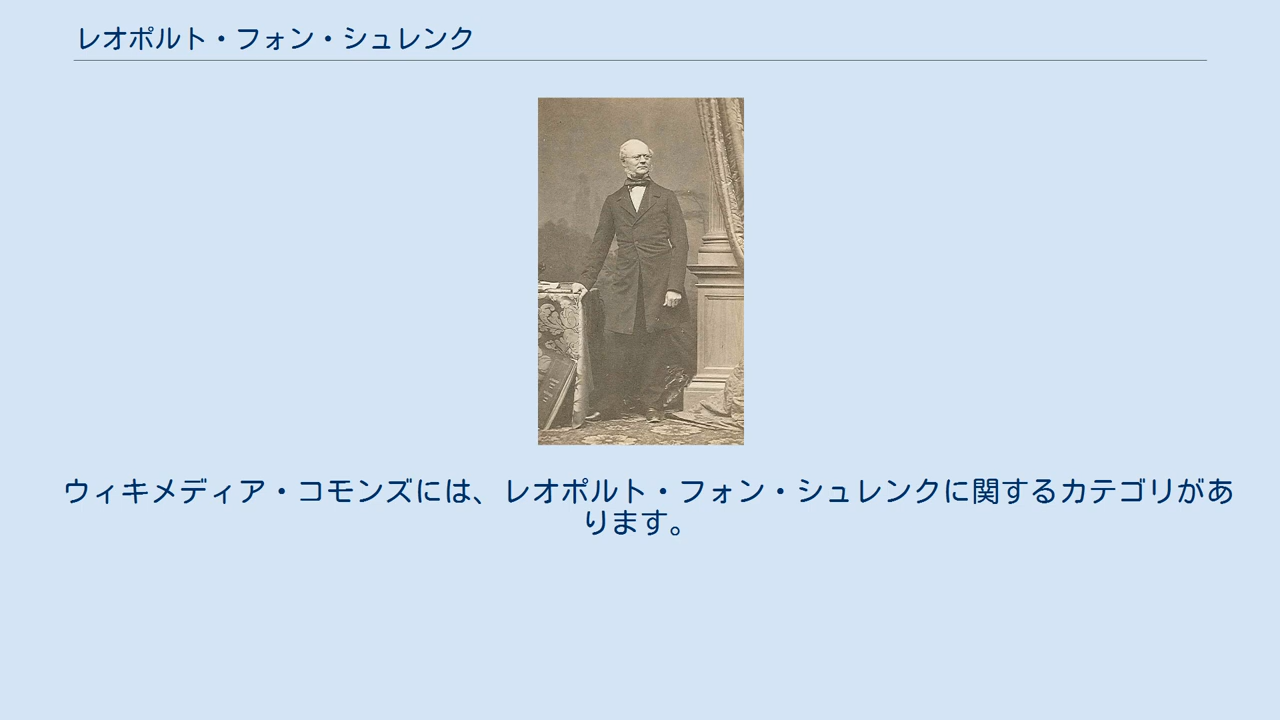 レオポルト・フォン・シュレンク
ウィキメディア・コモンズには、レオポルト・フォン・シュレンクに関するカテゴリがあ
ります。